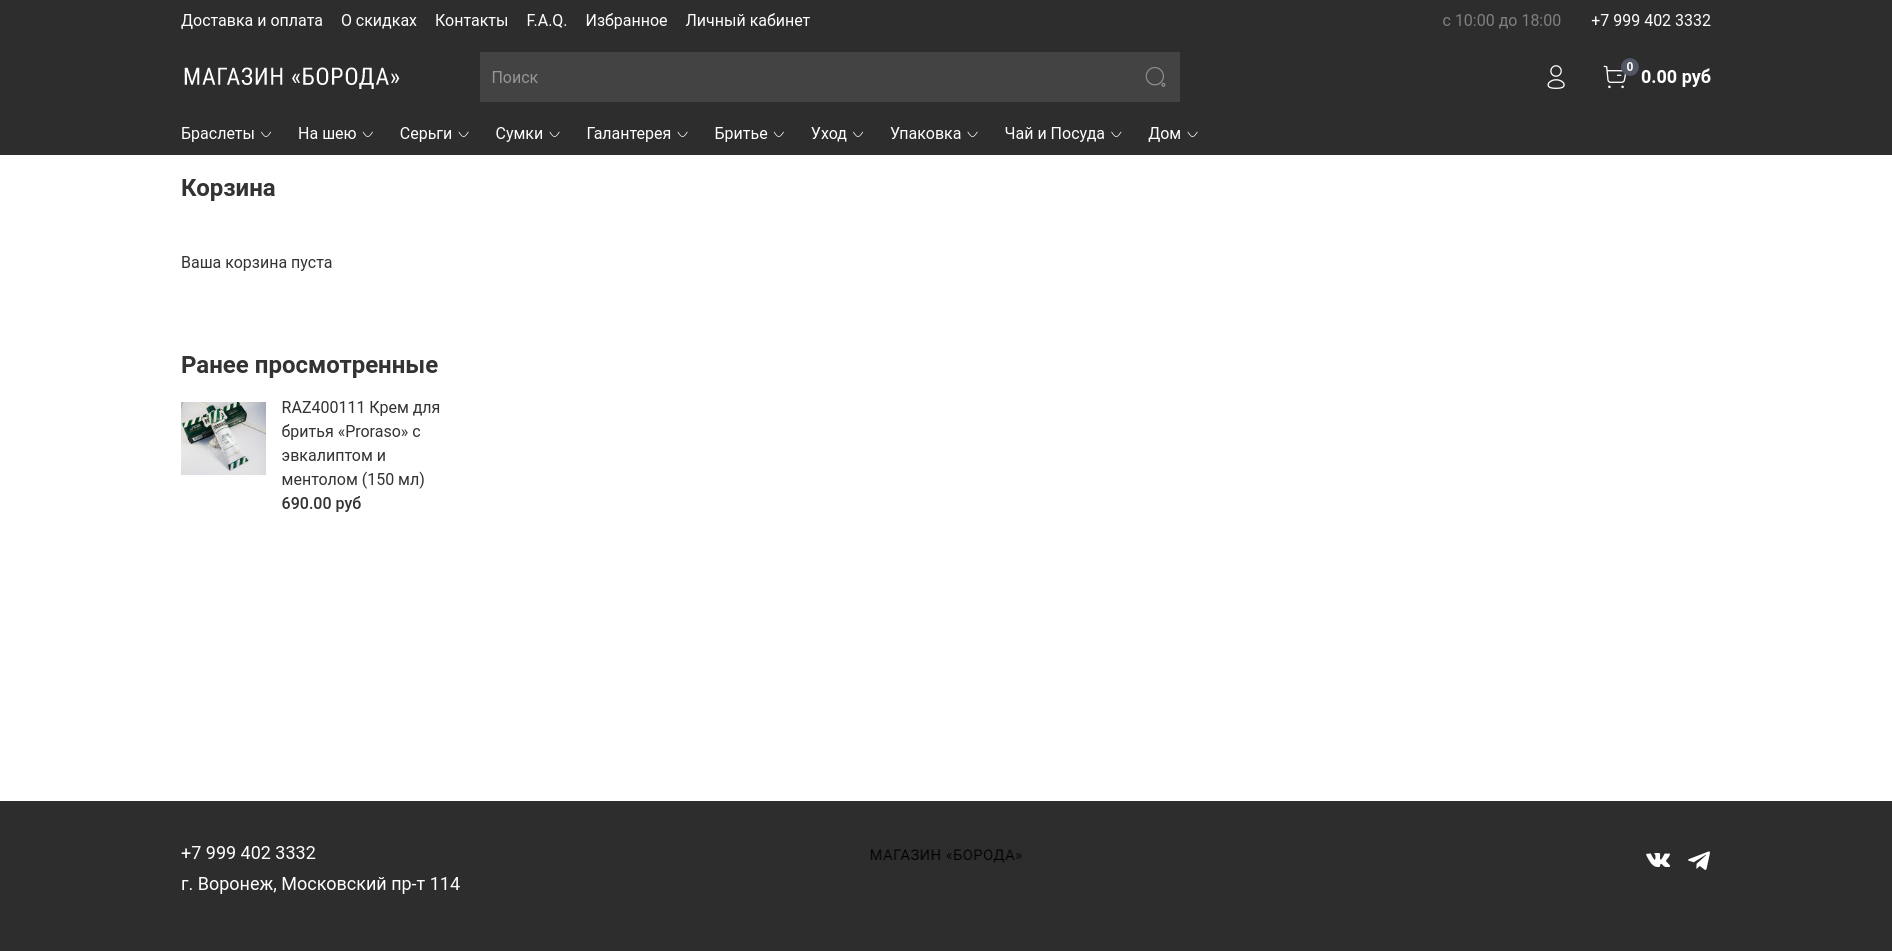 Доставка и оплата О скидках Контакты F.A.Q. Избранное Личный кабинет с 10:00 до 18:00 +7 999 402 3332
МАГАЗИН «БОРОДА» Поиск 0 0.00 руб
Браслеты На шею Серьги Сумки Галантерея Бритье Уход Упаковка Чай и Посуда Дом
Корзина
Ваша корзина пуста
Ранее просмотренные
RAZ400111 Крем для
бритья «Proraso» с
эвкалиптом и
ментолом (150 мл)
690.00 руб
+7 999 402 3332
МАГАЗИН «БОРОДА»
г. Воронеж, Московский пр-т 114